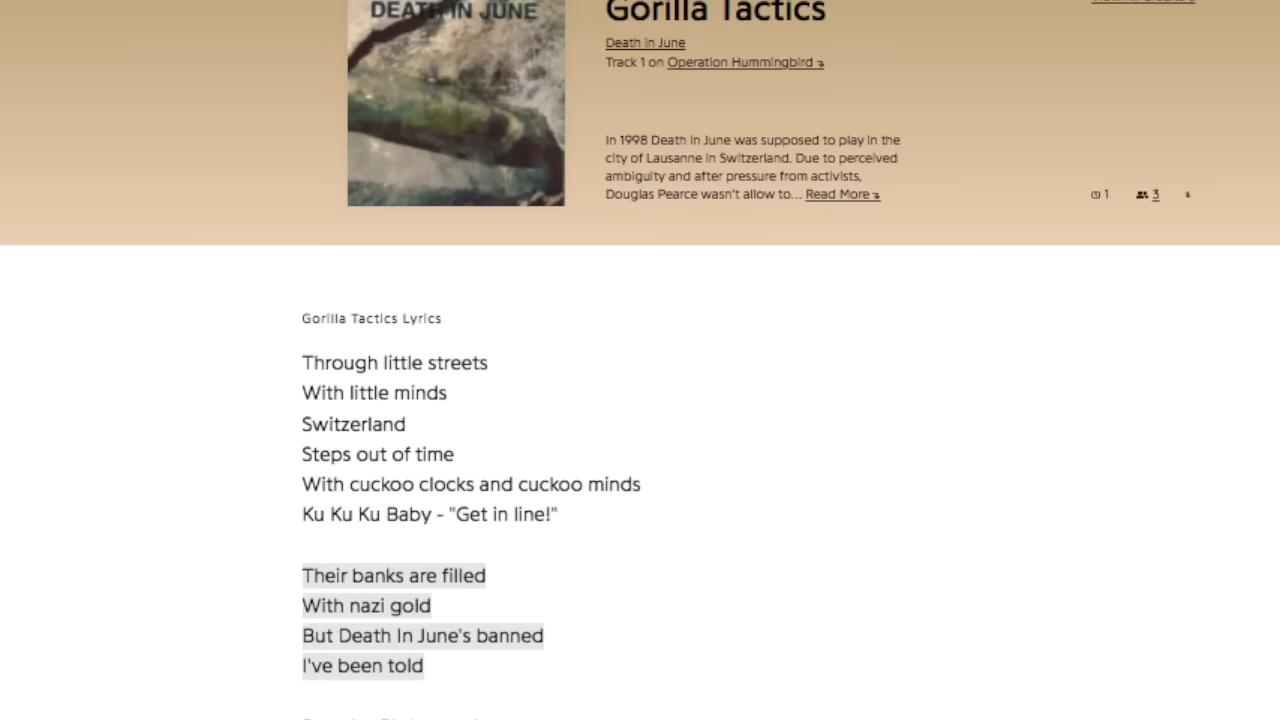 DEATH IN JUNE
Gorilla Tactics
Death In June
Track 1 on Operation Hummingbird
In 1998 Death in June was supposed to play in the
city of Lausanne in Switzerland. Due to perceived
ambiguity and after pressure from activists,
Douglas Pearce wasn't allow to... Read More
1 3
Gorilla Tactics Lyrics
Through little streets
With little minds
Switzerland
Steps out of time
With cuckoo clocks and cuckoo minds
Ku Ku Ku Baby - "Get in line!"
Their banks are filled
With nazi gold
But Death In June's banned
I've been told